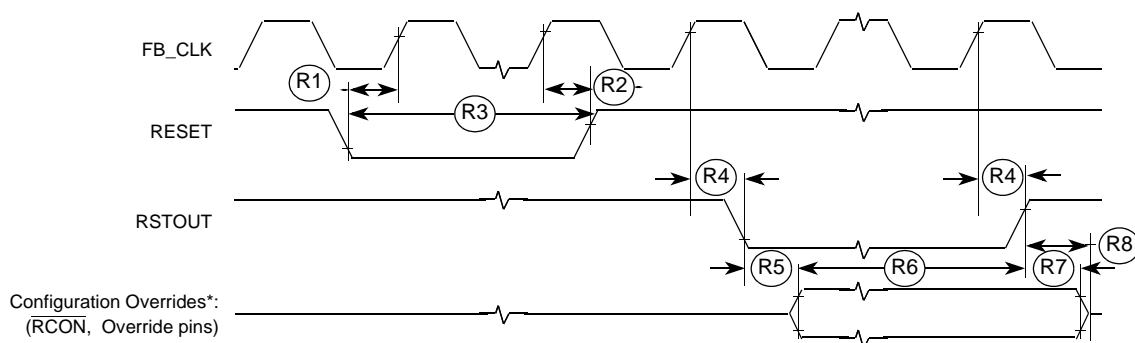 FB_CLK
R1
R2
R3
RESET
R4
R4
RSTOUT
R8
R5
R6
R7
Configuration Overrides*:
(RCON, Override pins)